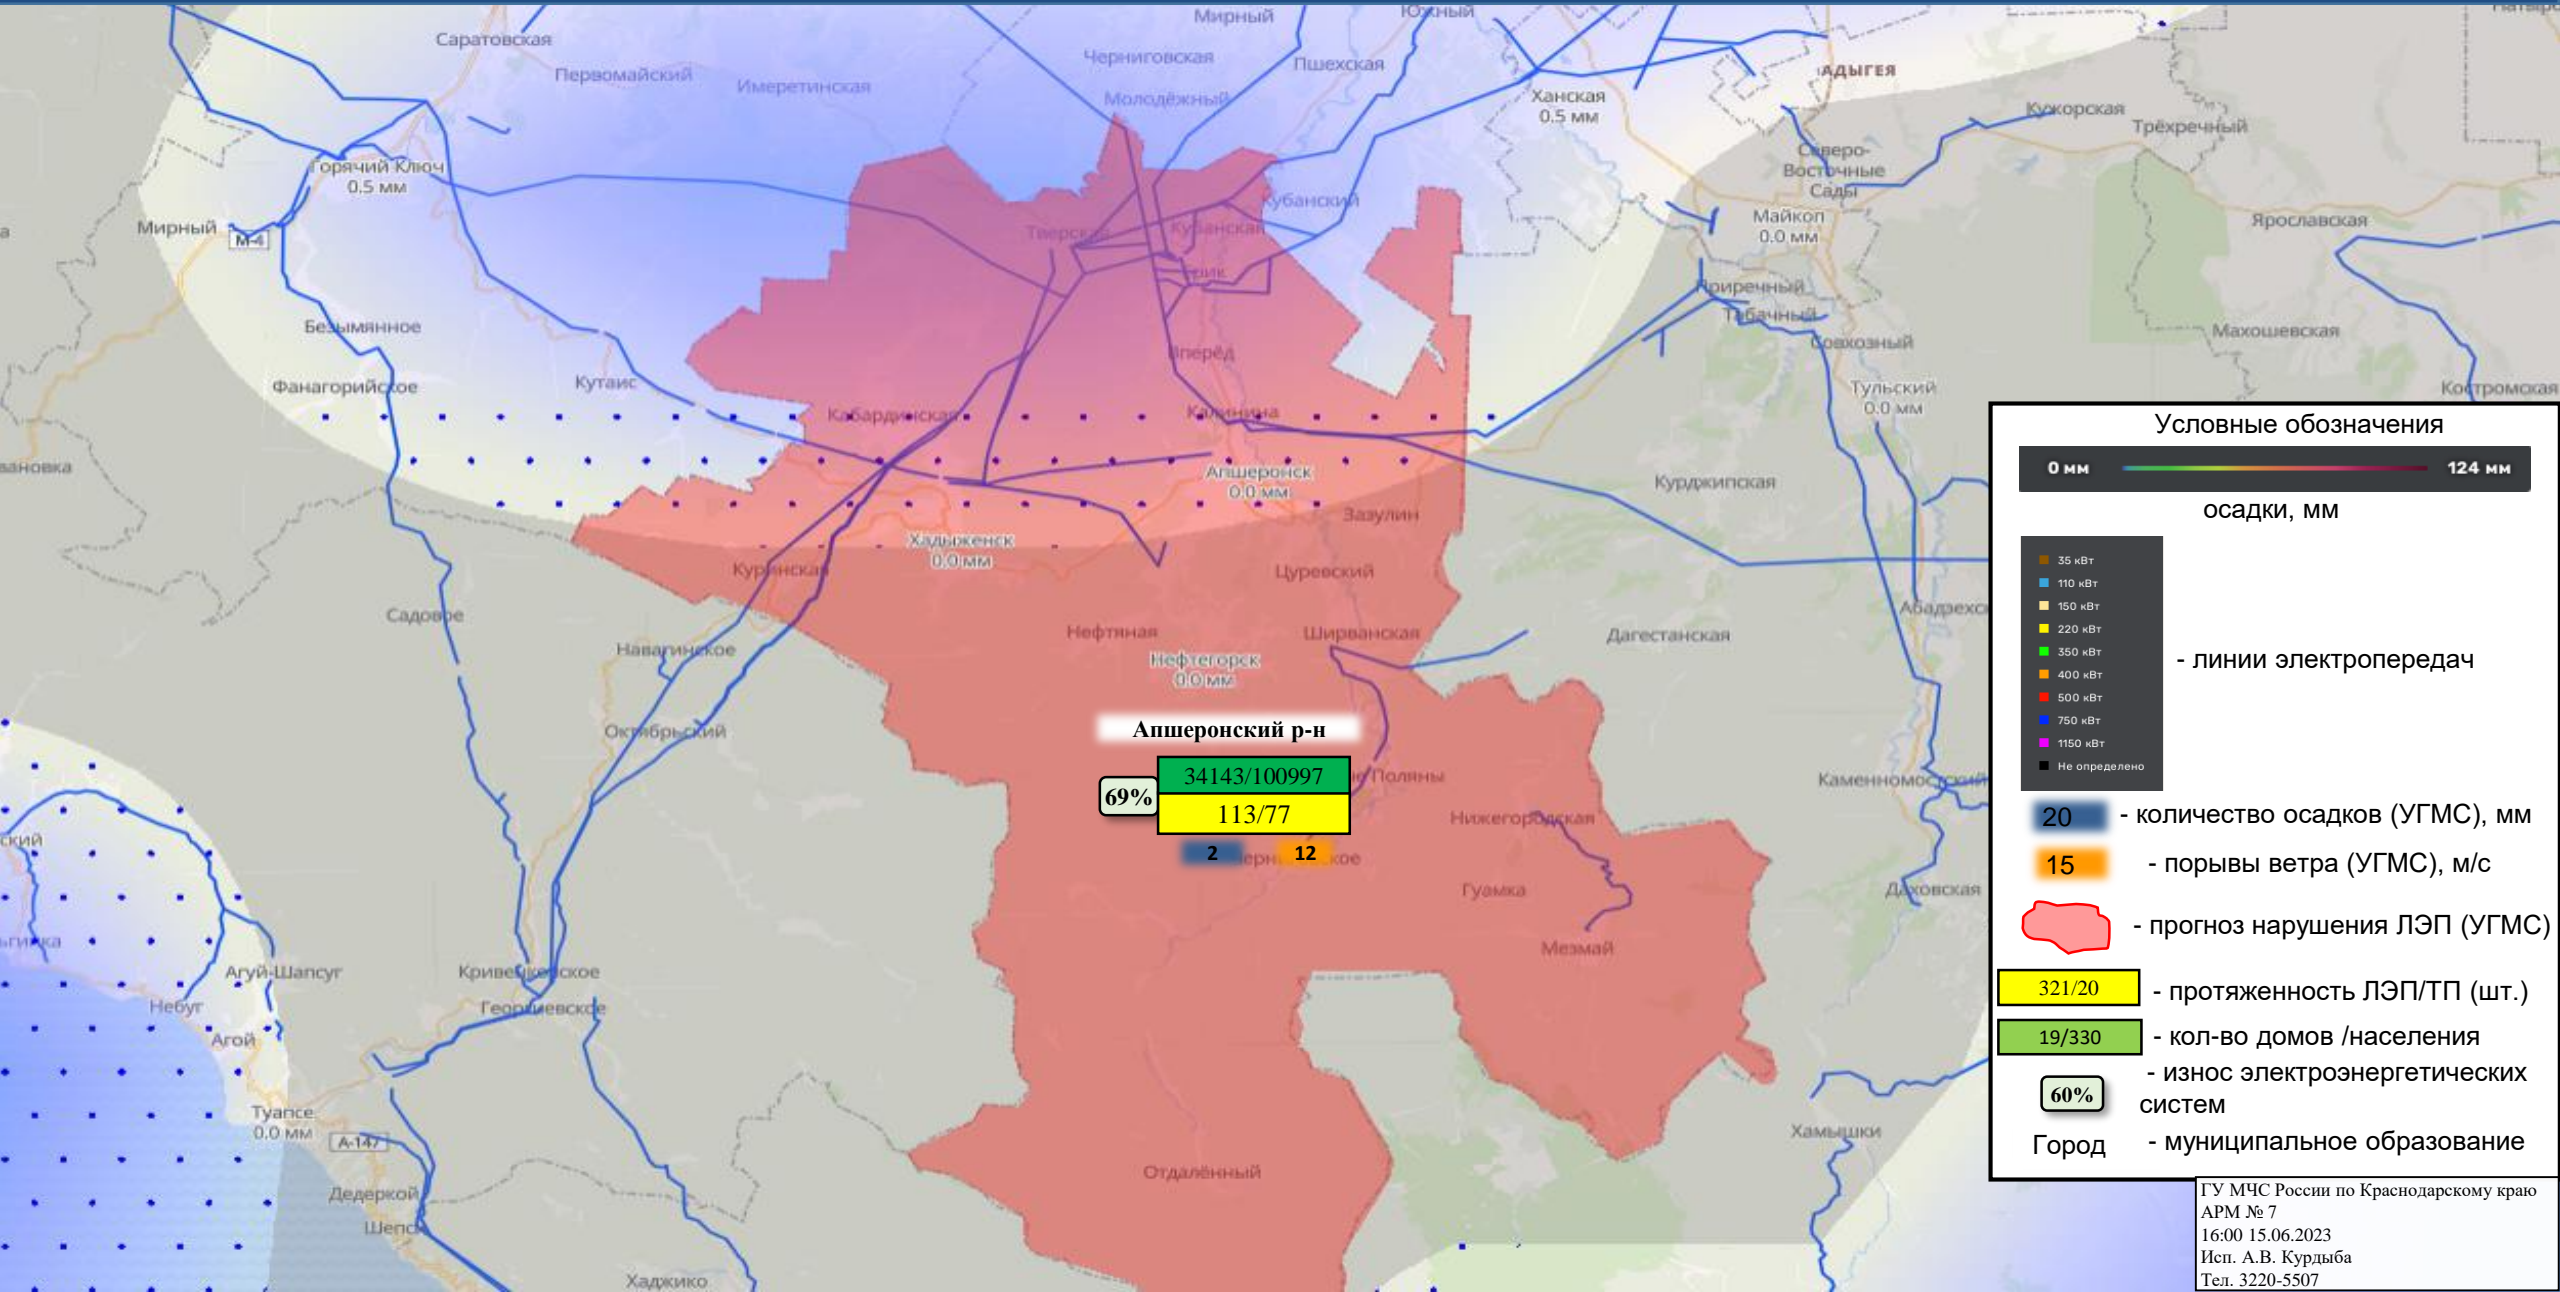 Мирный
Южный
Саратовская
Черниговская
Первомайский
Имеретинская
Пшехская
АДЫГЕЯ
Молодёжный
Ханская
0.5 мм
Кужорская
Трёхречный
Горячий Ключ
0.5 мм
Северо-
Восточные
Сады
Кубанский
Майкоп
0.0 мм
Ярославская
Мирный
М-4
Тверская
Кубанская
Приречный
Табачный
Безымянное
Махошевская
Совхозный
Вперёд
Фанагорийское
Кутаис
Тульский
0.0 мм
Костромская
Кабардинская
Калинина
Апшеронск
0.0 мм
Курджипская
Зазулин
Хадыженск
0.0 мм
Куринская
Цуревский
Садовое
Нефтяная
Ширванская
Дагестанская
Навагинское
Нефтегорск
0.0 мм
Октябрьский
Апшеронский р-н
34143/100997
69%
113/77
2
12
Поляны
Каменномостский
Нижегородская
Гуамка
Даховская
Мезмай
Агуй-Шапсуг
Кривенковское
Небуг
Георгиевское
Агой
Туапсе
0.0 мм
А-147
Хамышки
Отдалённый
Дедеркой
Хаджико
Условные обозначения
0 мм
124 мм
осадки, мм
35 кВт
110 кВт
150 кВт
220 кВт
350 кВт
400 кВт
500 кВт
750 кВт
1150 кВт
Не определено
- линии электропередач
20 - количество осадков (УГМС), мм
15 - порывы ветра (УГМС), м/с
- прогноз нарушения ЛЭП (УГМС)
321/20 - протяженность ЛЭП/ТП (шт.)
19/330 - кол-во домов /населения
60% - износ электроэнергетических
систем
Город - муниципальное образование
ГУ МЧС России по Краснодарскому краю
АРМ № 7
16:00 15.06.2023
Исп. А.В. Курдыба
Тел. 3220-5507